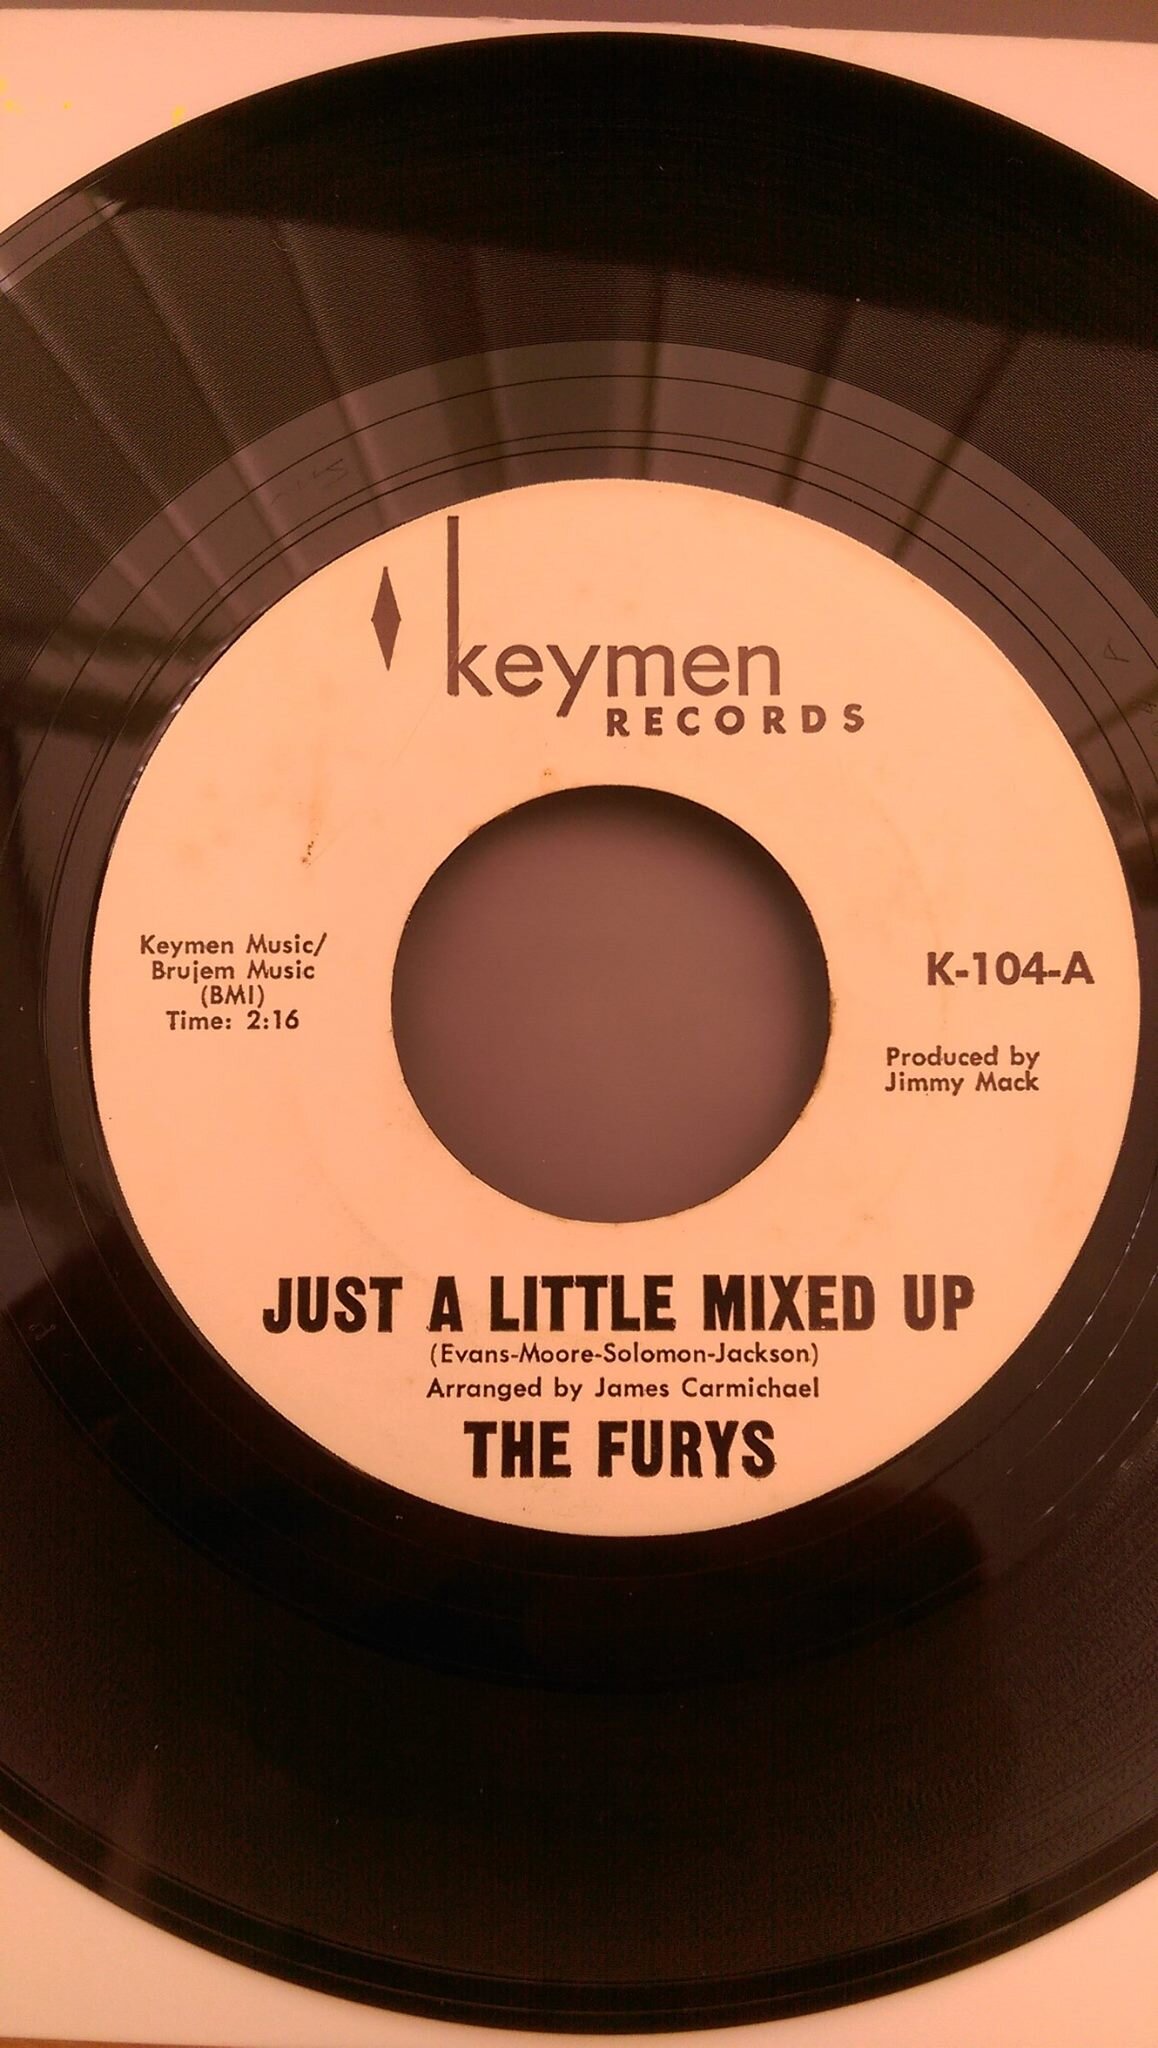 keymen
RECORDS
Keymen Music/
Brujem Music
(BMI)
Time: 2:16
K-104-A
Produced by
Jimmy Mack
JUST A LITTLE MIXED UP
(Evans-Moore-Solomon-Jackson)
Arranged by James Carmichael
THE FURYS